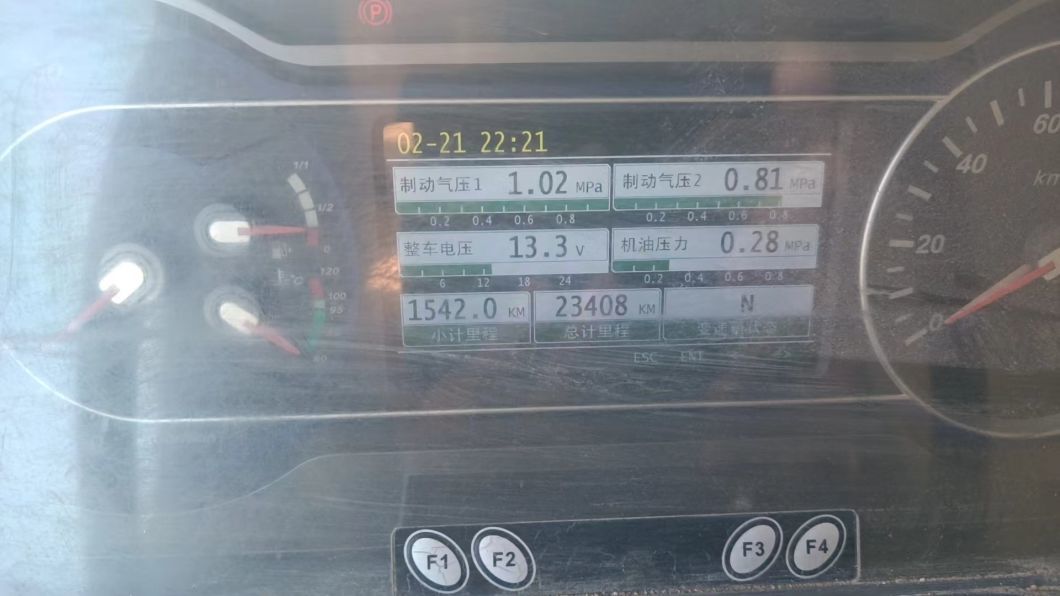 P
02-21 22:21
制动气压1 1.02 MPa
制动气压2 0.81 MPa
0.2 0.4 0.6 0.8
0.2 0.4 0.6 0.8
整车电压 13.3 V
机油压力 0.28 MPa
6 12 18 24
0.2 0.4 0.6 0.8
1542.0 KM
小计里程
23408 KM
总计里程
N
ESC ENT
1/1
1/2
0
120
100
95
°C
60
40
20
0
km
F1 F2 F3 F4